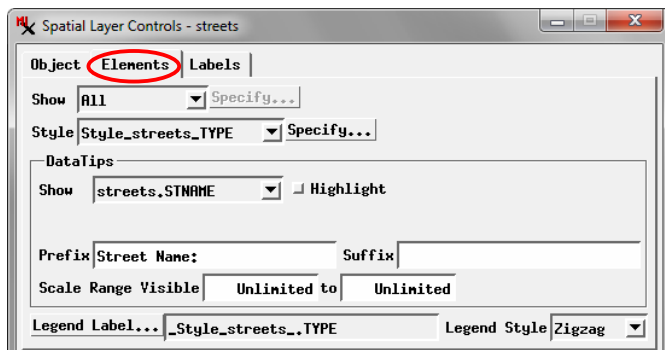 Spatial Layer Controls - streets
Object Elements Labels
Show All Specify...
Style Style_streets_TYPE Specify...
DataTips
Show streets.STNAME Highlight
Prefix Street Name: Suffix
Scale Range Visible Unlimited to Unlimited
Legend Label... _Style_streets_.TYPE Legend Style Zigzag